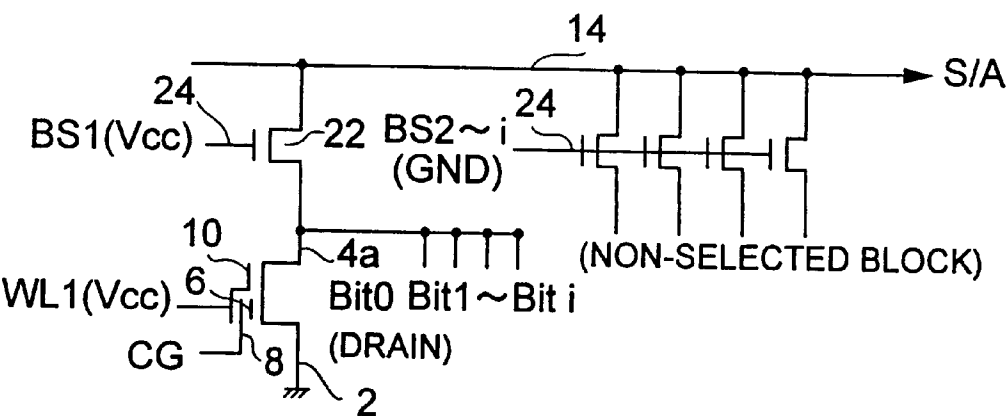 14
S/A
24
BS1(Vcc)
22
BS2～i
24
(GND)
10
4a
(NON-SELECTED BLOCK)
WL1(Vcc)
6
Bit0 Bit1～Bit i
(DRAIN)
CG
8
2